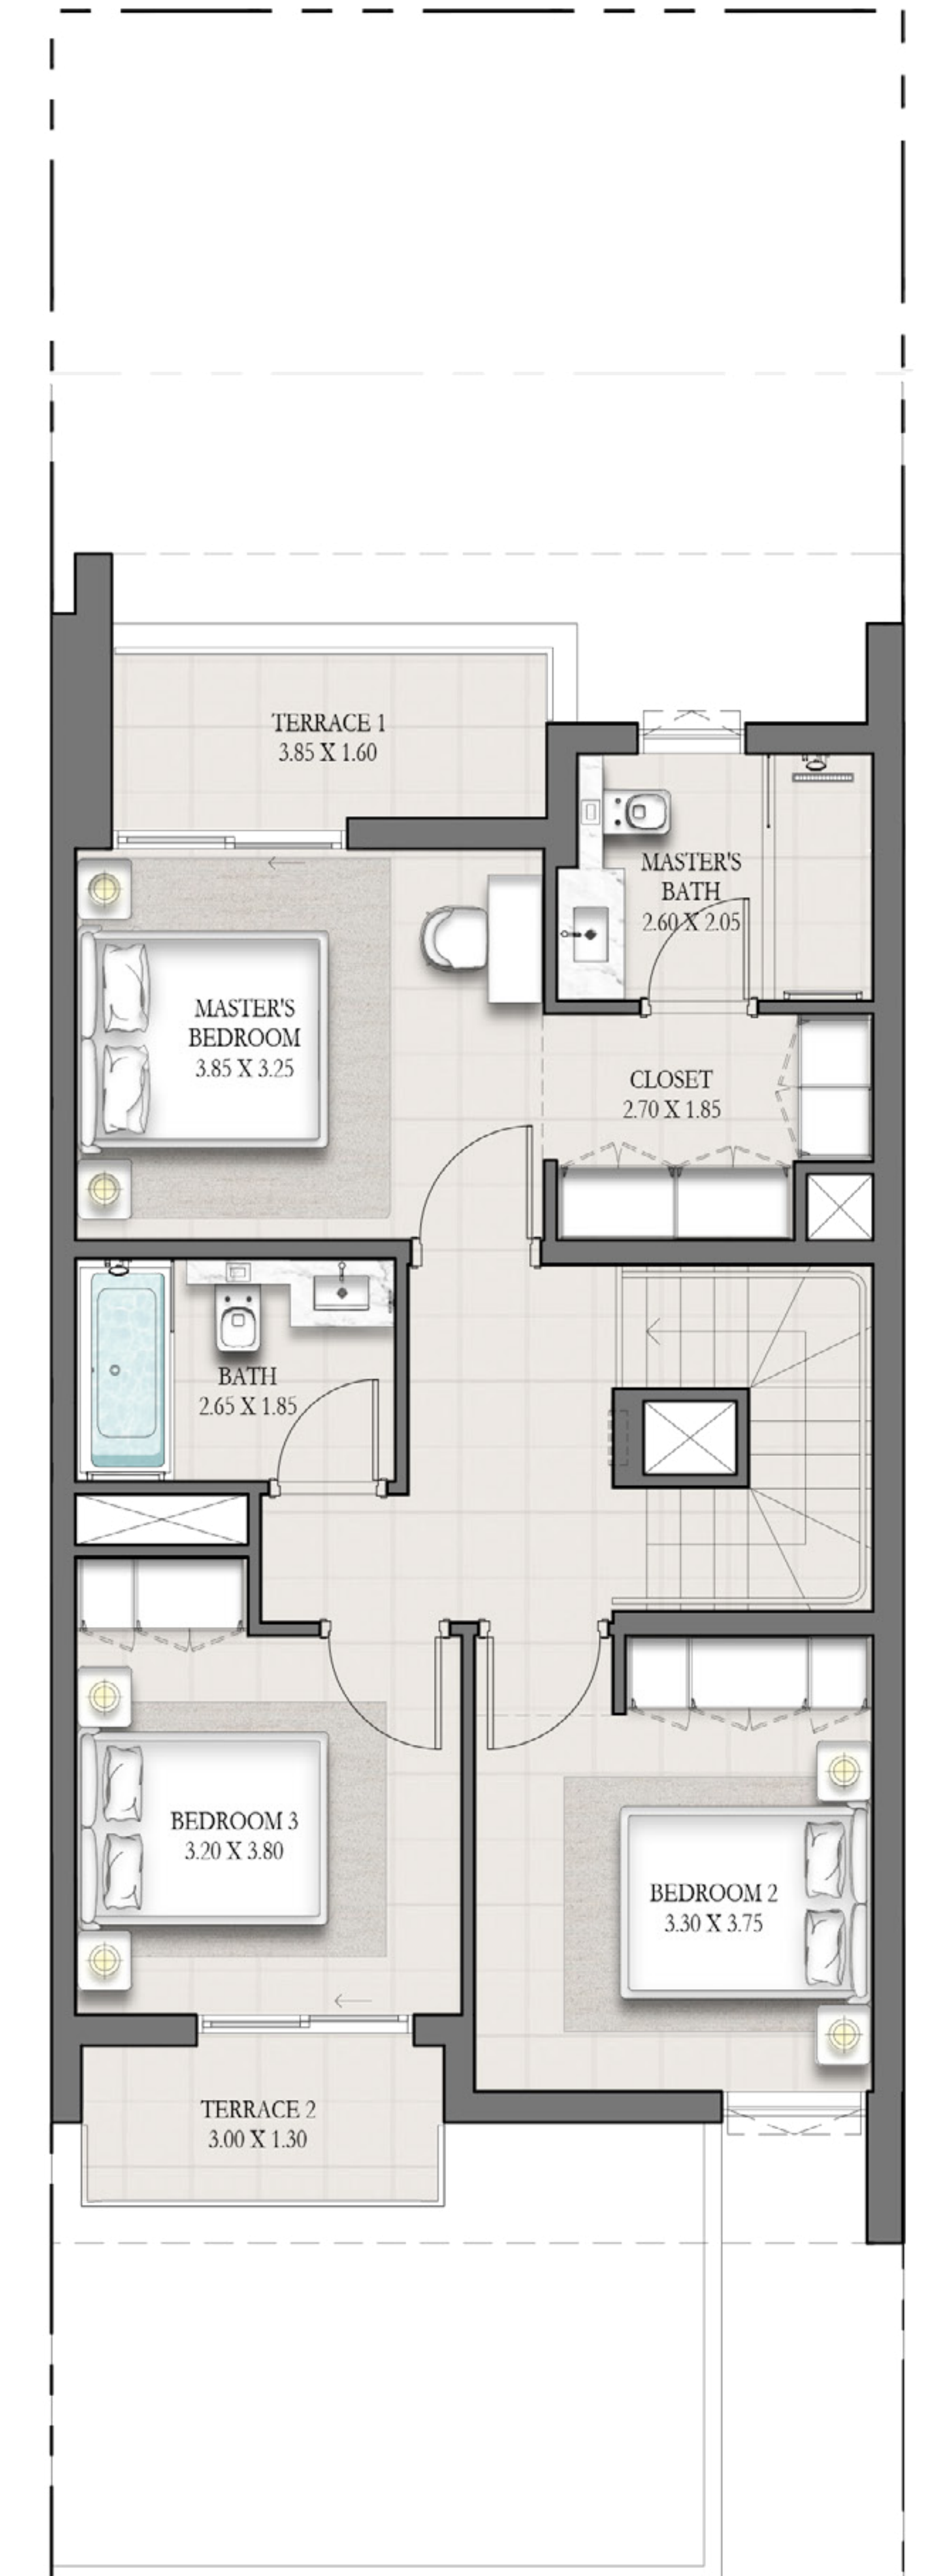 TERRACE 1
3.85 X 1.60
MASTER'S
BATH
2.60 X 2.05
MASTER'S
BEDROOM
3.85 X 3.25
CLOSET
2.70 X 1.85
BATH
2.65 X 1.85
BEDROOM 3
3.20 X 3.80
BEDROOM 2
3.30 X 3.75
TERRACE 2
3.00 X 1.30